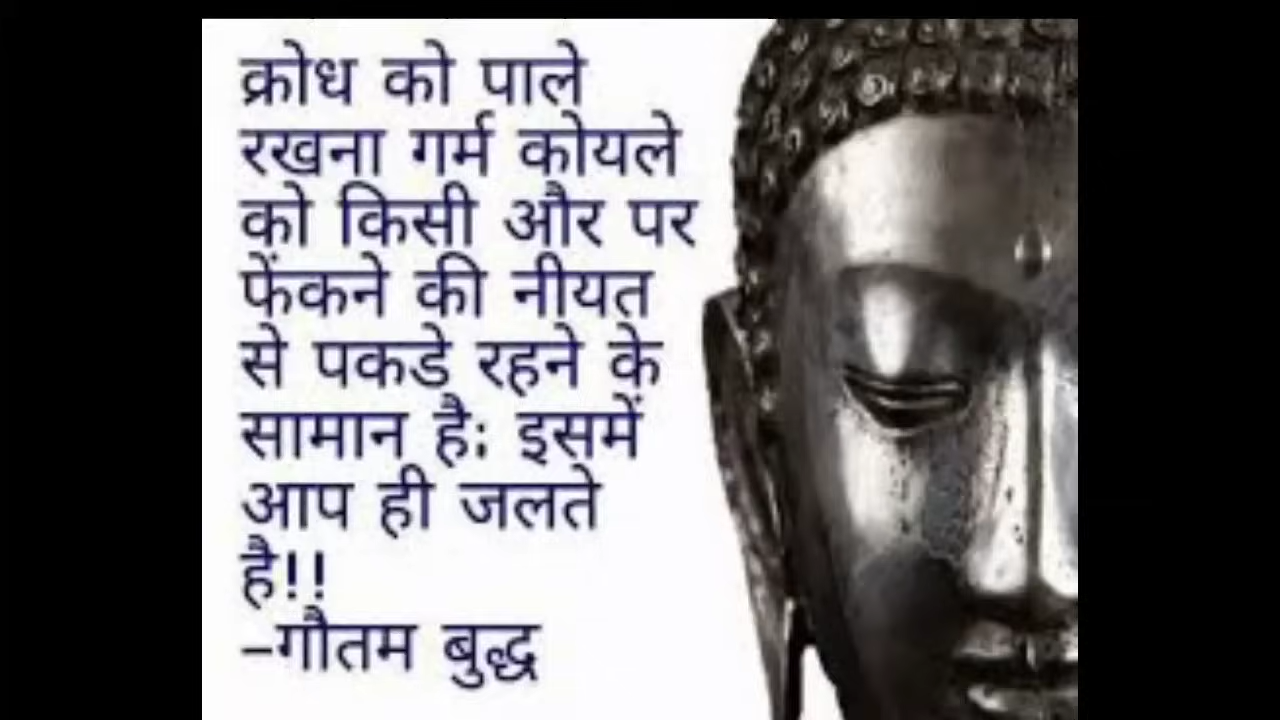 क्रोध को पाले
रखना गर्म कोयले
को किसी और पर
फेंकने की नीयत
से पकडे रहने के
सामान है: इसमें
आप ही जलते
है!!
–गौतम बुद्ध